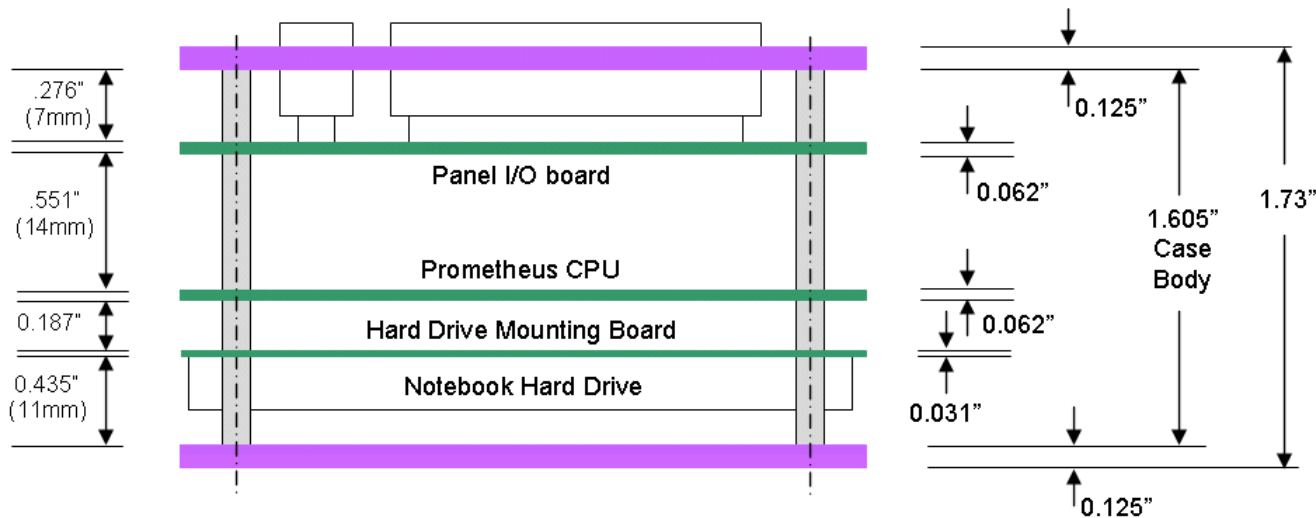 .276"
(7mm)
0.125”
Panel I/O board
0.062”
.551"
(14mm)
1.73”
1.605”
Case
Body
Prometheus CPU
0.187"
Hard Drive Mounting Board
0.062”
0.435"
(11mm)
Notebook Hard Drive
0.031”
0.125”